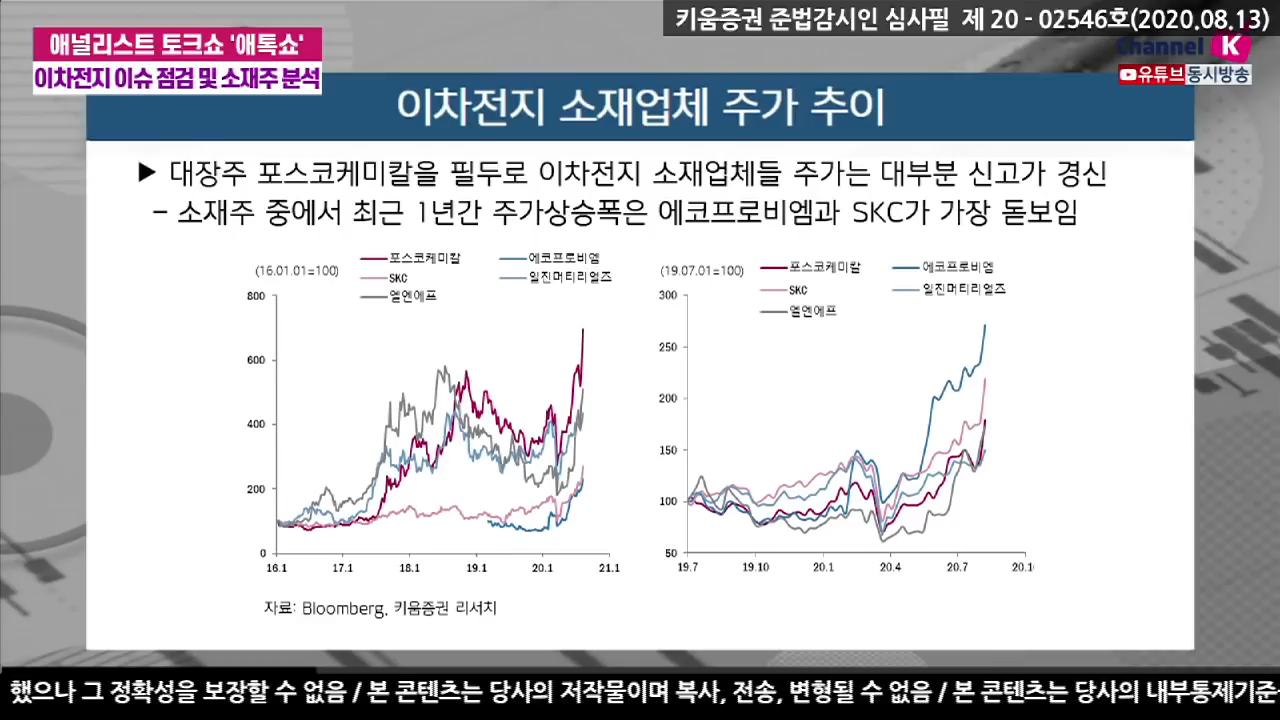 키움증권 준법감시인 심사필 제 20 - 02546호(2020.08.13)
애널리스트 토크쇼 '애톡쇼'
이차전지 이슈 점검 및 소재주 분석
Channel K
유튜브동시방송
이차전지 소재업체 주가 추이
▶ 대장주 포스코케미칼을 필두로 이차전지 소재업체들 주가는 대부분 신고가 경신
– 소재주 중에서 최근 1년간 주가상승폭은 에코프로비엠과 SKC가 가장 돋보임
(16.01.01=100)
포스코케미칼 에코프로비엠
SKC 일진머티리얼즈
엘엔에프
800
600
400
200
0
16.1 17.1 18.1 19.1 20.1 21.1
(19.07.01=100)
포스코케미칼 에코프로비엠
SKC 일진머티리얼즈
엘엔에프
300
250
200
150
100
50
19.7 19.10 20.1 20.4 20.7 20.10
자료: Bloomberg, 키움증권 리서치
했으나 그 정확성을 보장할 수 없음 / 본 콘텐츠는 당사의 저작물이며 복사, 전송, 변형될 수 없음 / 본 콘텐츠는 당사의 내부통제기준